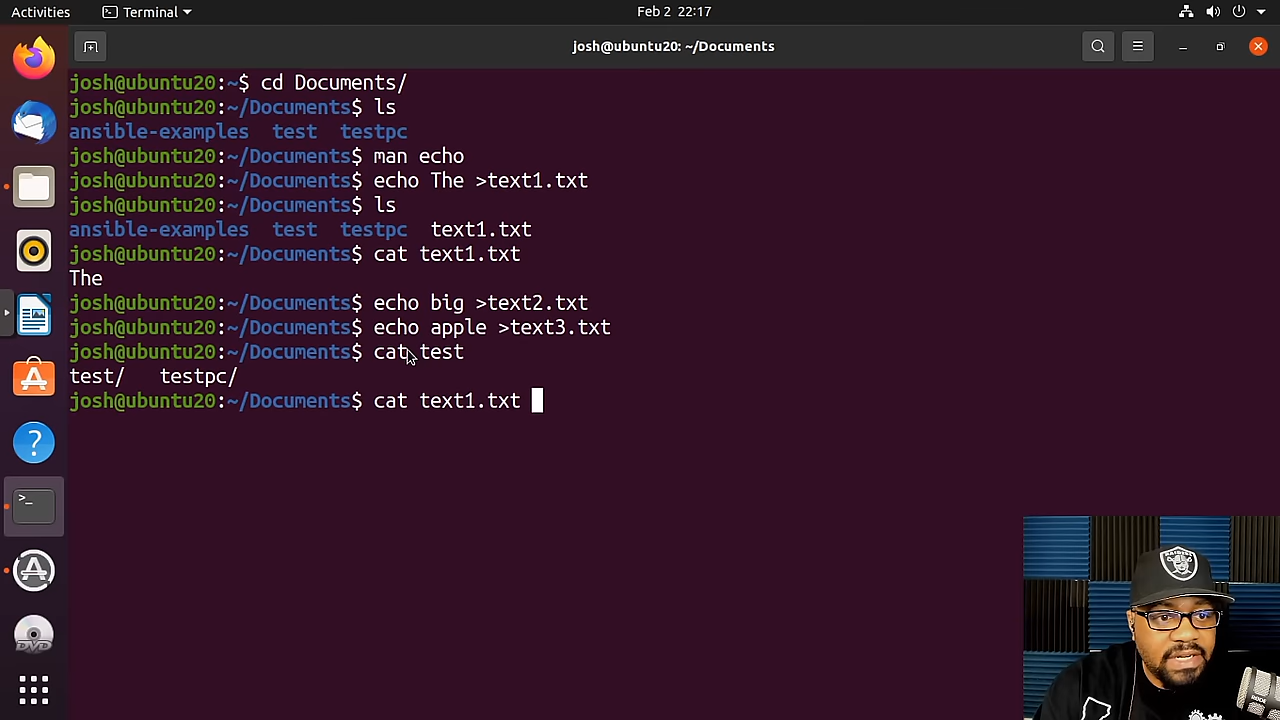 Activities
Terminal
Feb 2 22:17
josh@ubuntu20: ~/Documents
josh@ubuntu20:~$ cd Documents/
josh@ubuntu20:~/Documents$ ls
ansible-examples test testpc
josh@ubuntu20:~/Documents$ man echo
josh@ubuntu20:~/Documents$ echo The >text1.txt
josh@ubuntu20:~/Documents$ ls
ansible-examples test testpc text1.txt
josh@ubuntu20:~/Documents$ cat text1.txt
The
josh@ubuntu20:~/Documents$ echo big >text2.txt
josh@ubuntu20:~/Documents$ echo apple >text3.txt
josh@ubuntu20:~/Documents$ cat test
test/ testpc/
josh@ubuntu20:~/Documents$ cat text1.txt
>_
DVD
RAIDERS
RODE